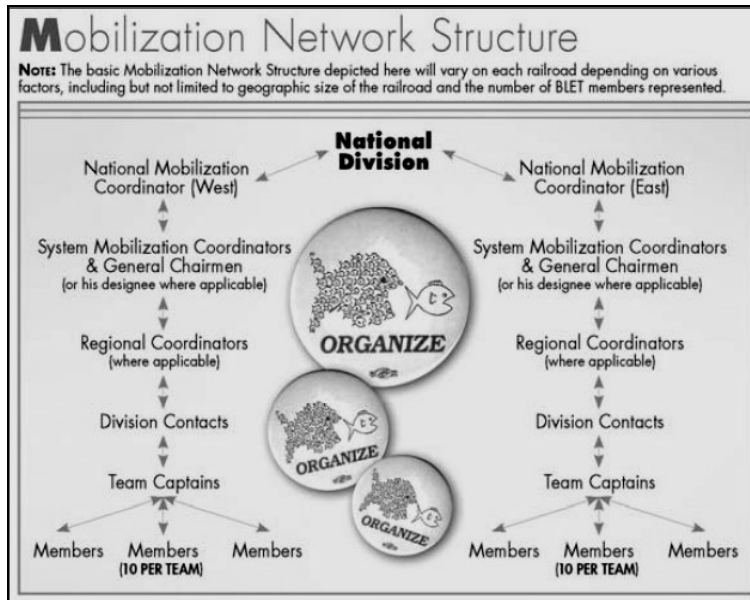 Mobilization Network Structure
NOTE: The basic Mobilization Network Structure depicted here will vary on each railroad depending on various
factors, including but not limited to geographic size of the railroad and the number of BLET members represented.
National
Division
National Mobilization
Coordinator (West)
System Mobilization Coordinators
& General Chairmen
(or his designee where applicable)
Regional Coordinators
(where applicable)
Division Contacts
Team Captains
Members
Members
(10 PER TEAM)
Members
National Mobilization
Coordinator (East)
System Mobilization Coordinators
& General Chairmen
(or his designee where applicable)
Regional Coordinators
(where applicable)
Division Contacts
Team Captains
Members
Members
(10 PER TEAM)
Members
ORGANIZE
ORGANIZE
ORGANIZE